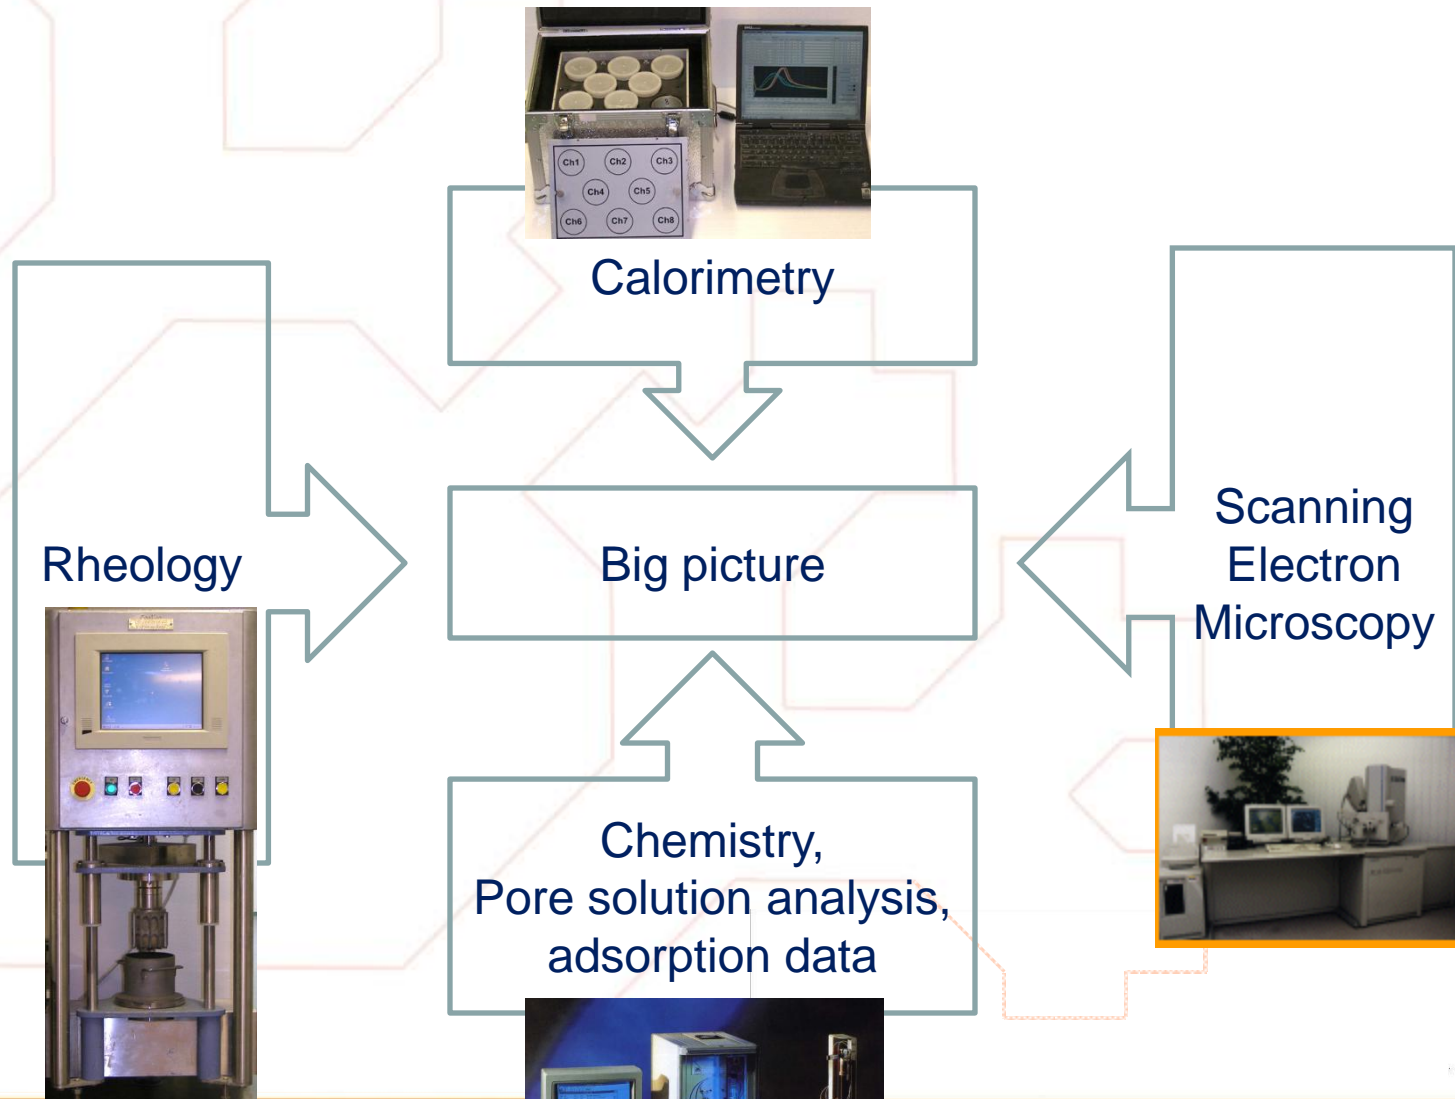 Ch1 Ch2 Ch3
Ch4 Ch5
Ch6 Ch7 Ch8
Calorimetry
Rheology
Big picture
Scanning
Electron
Microscopy
Chemistry,
Pore solution analysis,
adsorption data